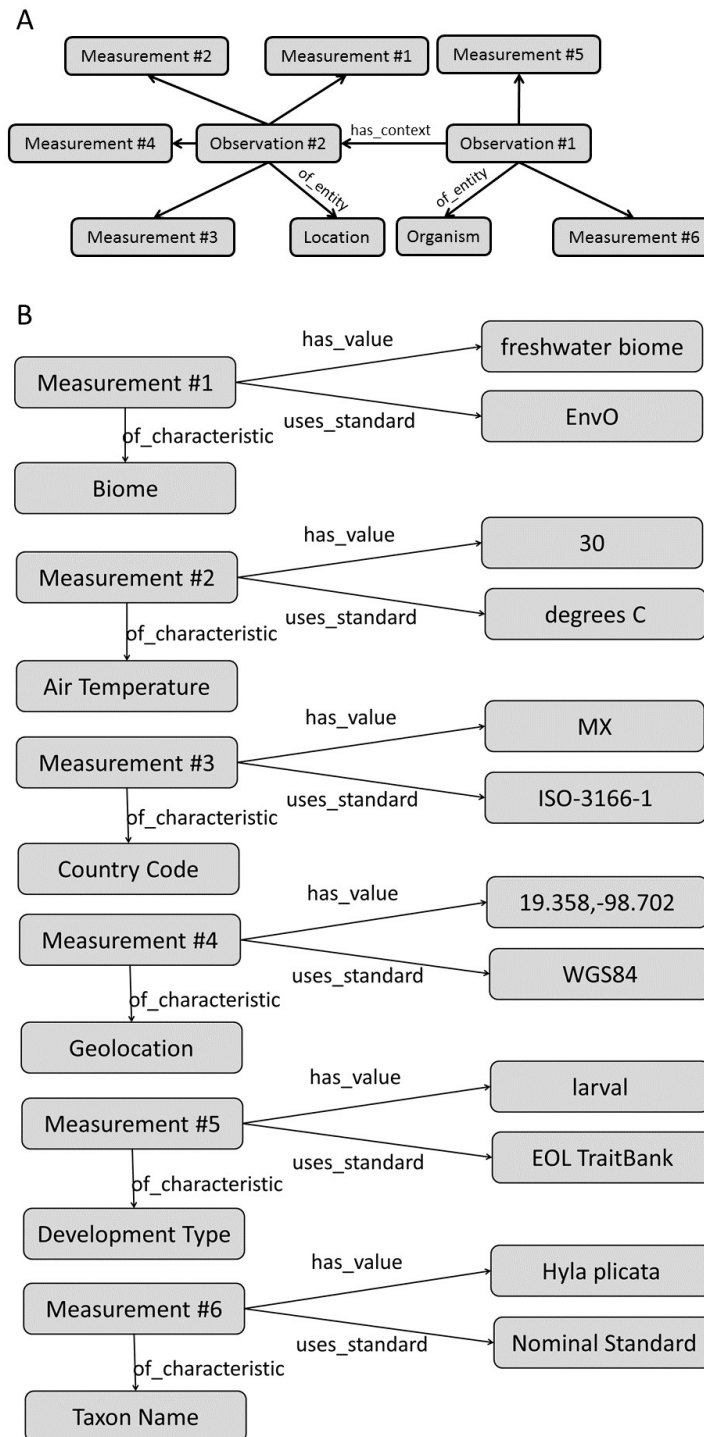 A
Measurement #2
Measurement #1
Measurement #5
Measurement #4
Observation #2
has_context
Observation #1
of_entity
of_entity
Measurement #3
Location
Organism
Measurement #6
B
has_value
freshwater biome
Measurement #1
uses_standard
EnvO
of_characteristic
Biome
has_value
30
Measurement #2
uses_standard
degrees C
of_characteristic
Air Temperature
has_value
MX
Measurement #3
uses_standard
ISO-3166-1
of_characteristic
Country Code
has_value
19.358,-98.702
Measurement #4
uses_standard
WGS84
of_characteristic
Geolocation
has_value
larval
Measurement #5
uses_standard
EOL TraitBank
of_characteristic
Development Type
has_value
Hyla plicata
Measurement #6
uses_standard
Nominal Standard
of_characteristic
Taxon Name